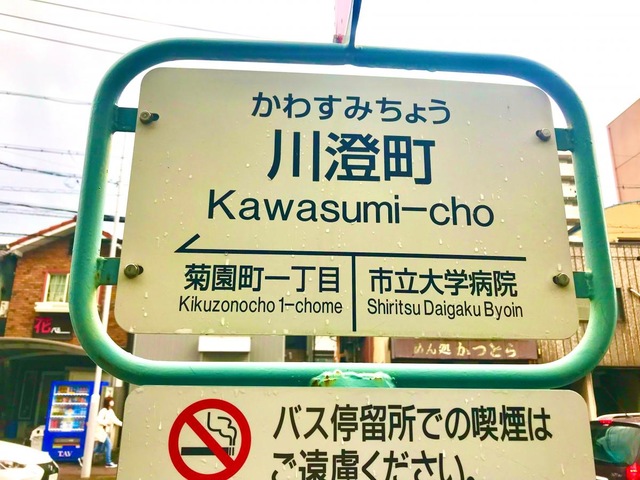 かわすみちょう
川澄町
Kawasumi-cho
菊園町一丁目
Kikuzonocho 1-chome
市立大学病院
Shiritsu Daigaku Byoin
めん処 かつとら
花
バス停留所での喫煙は
ご遠慮ください。